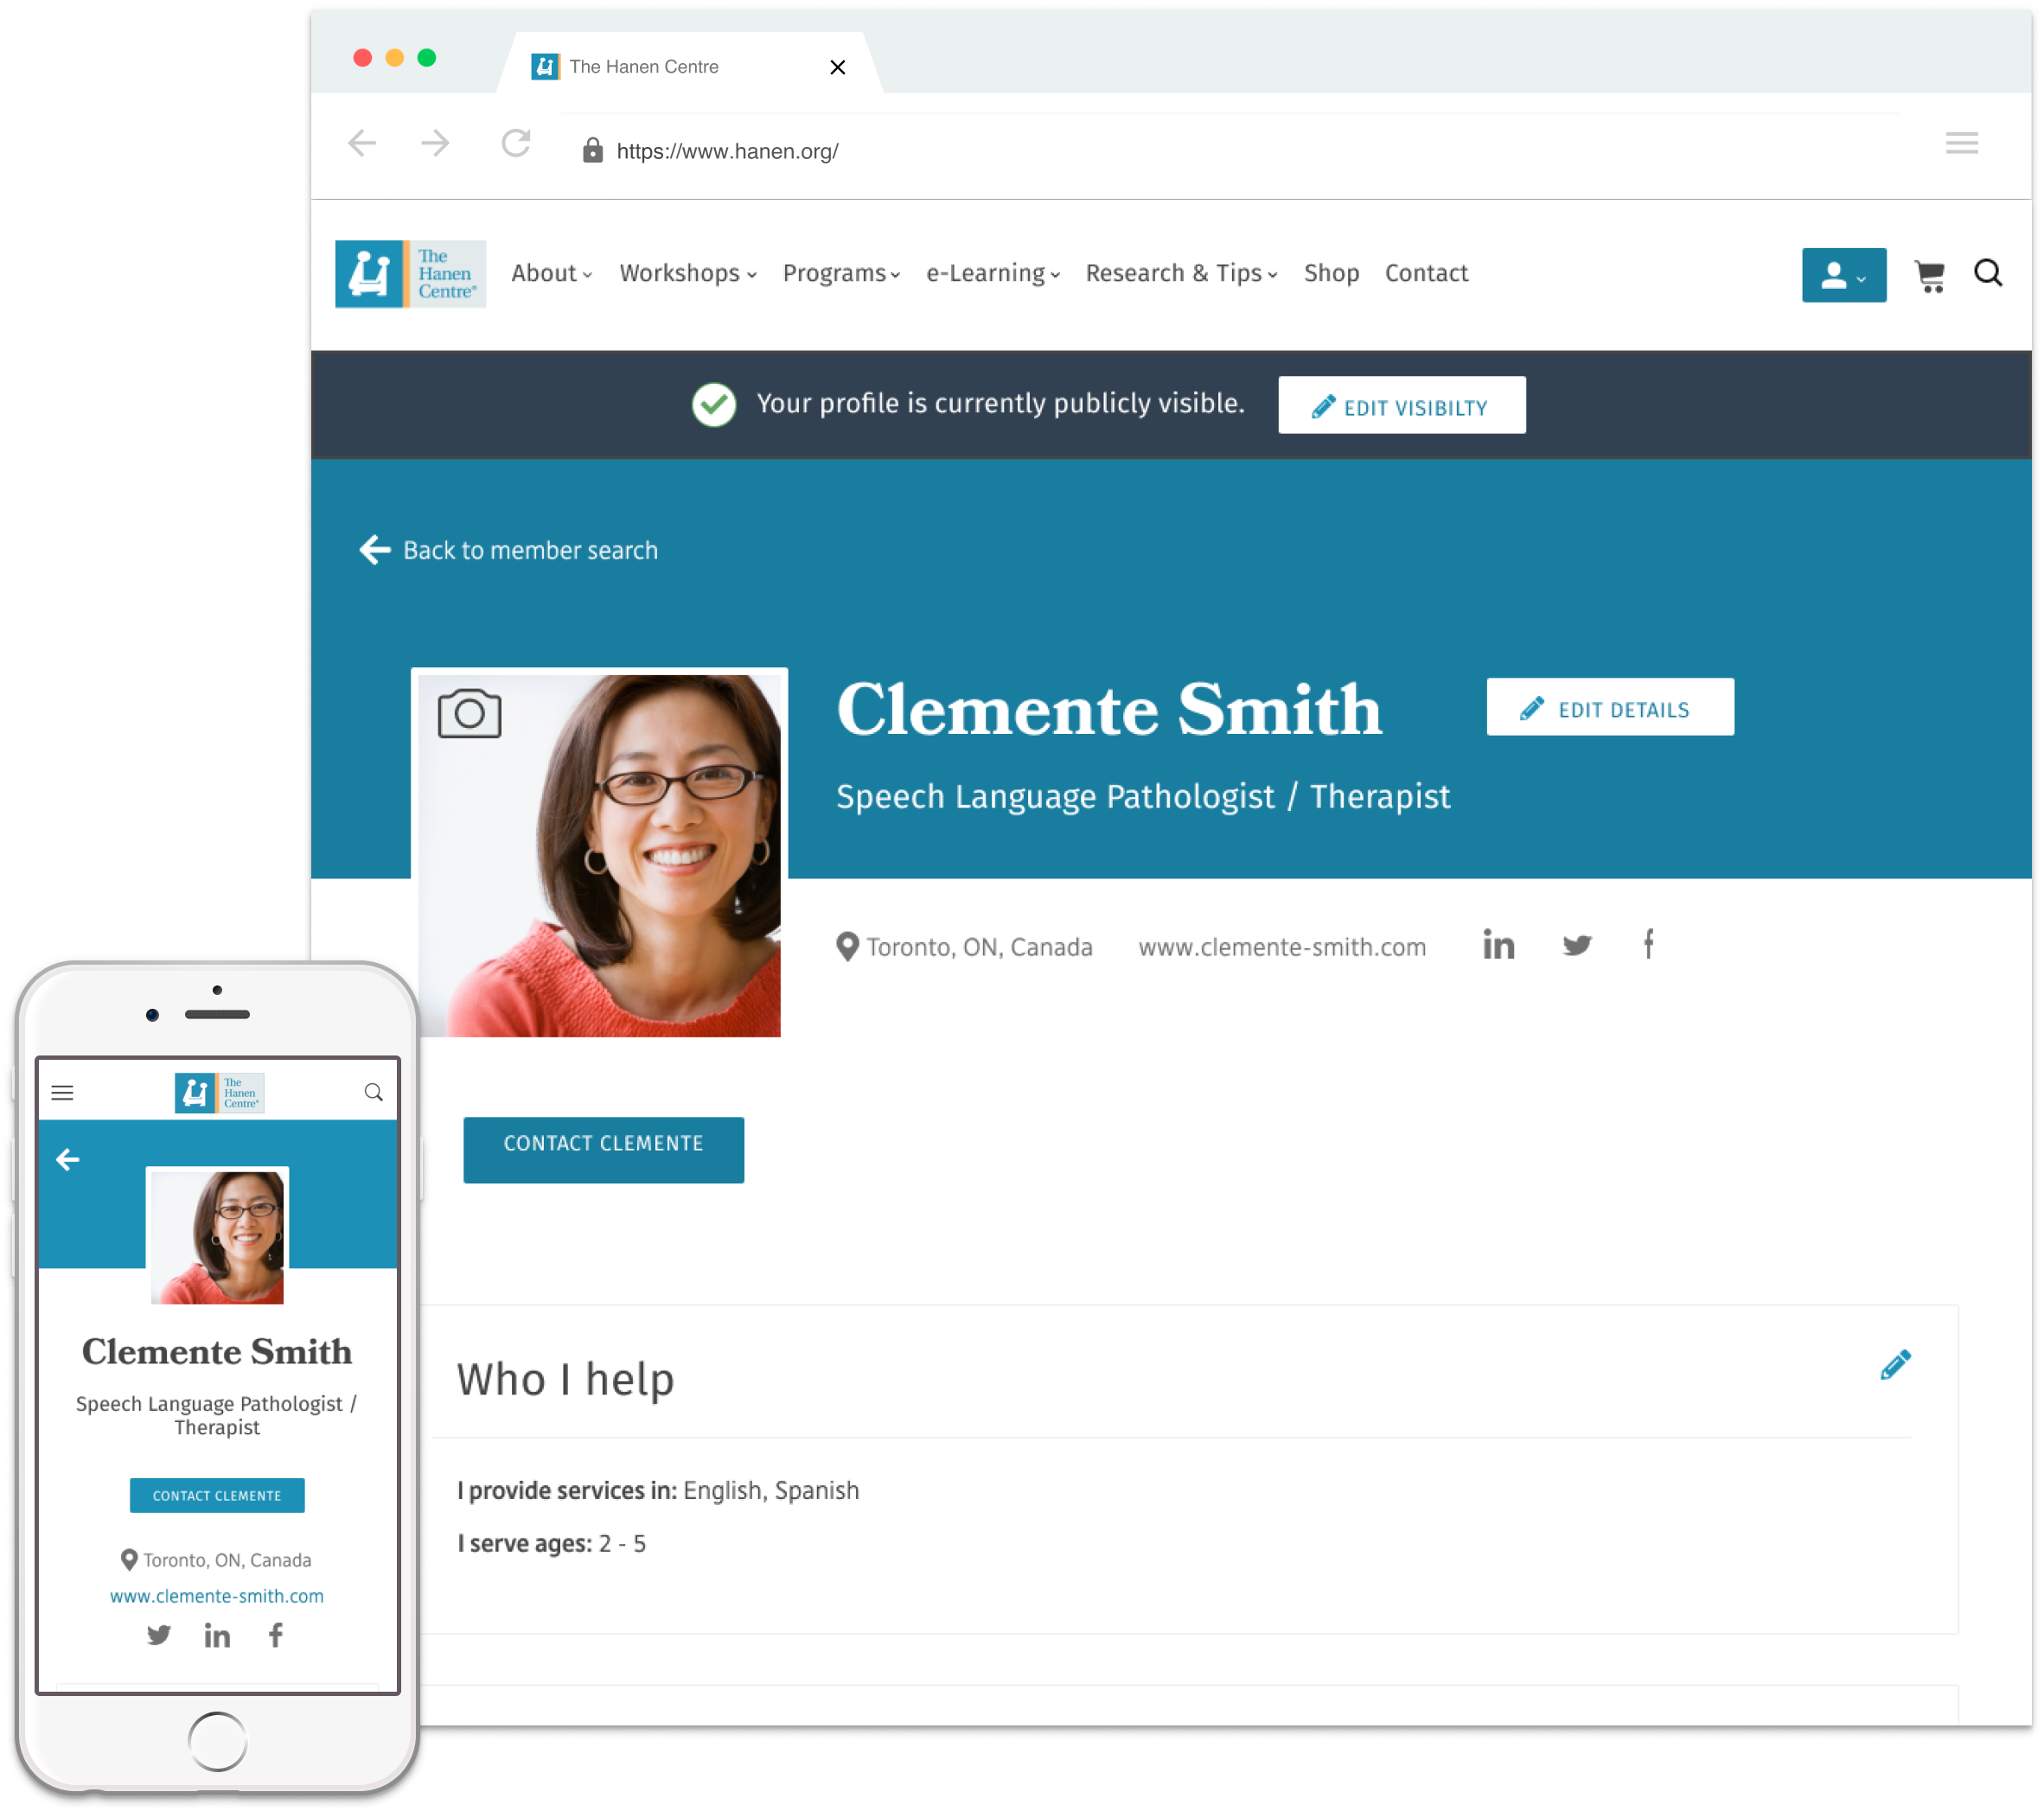 The Hanen Centre
https://www.hanen.org/
The
Hanen
Centre®
About
Workshops
Programs
e-Learning
Research & Tips
Shop
Contact
Your profile is currently publicly visible.
EDIT VISIBILTY
Back to member search
Clemente Smith
EDIT DETAILS
Speech Language Pathologist / Therapist
Toronto, ON, Canada
www.clemente-smith.com
in
f
CONTACT CLEMENTE
Who I help
I provide services in: English, Spanish
I serve ages: 2 - 5
The
Hanen
Centre®
Clemente Smith
Speech Language Pathologist /
Therapist
CONTACT CLEMENTE
Toronto, ON, Canada
www.clemente-smith.com
in
f